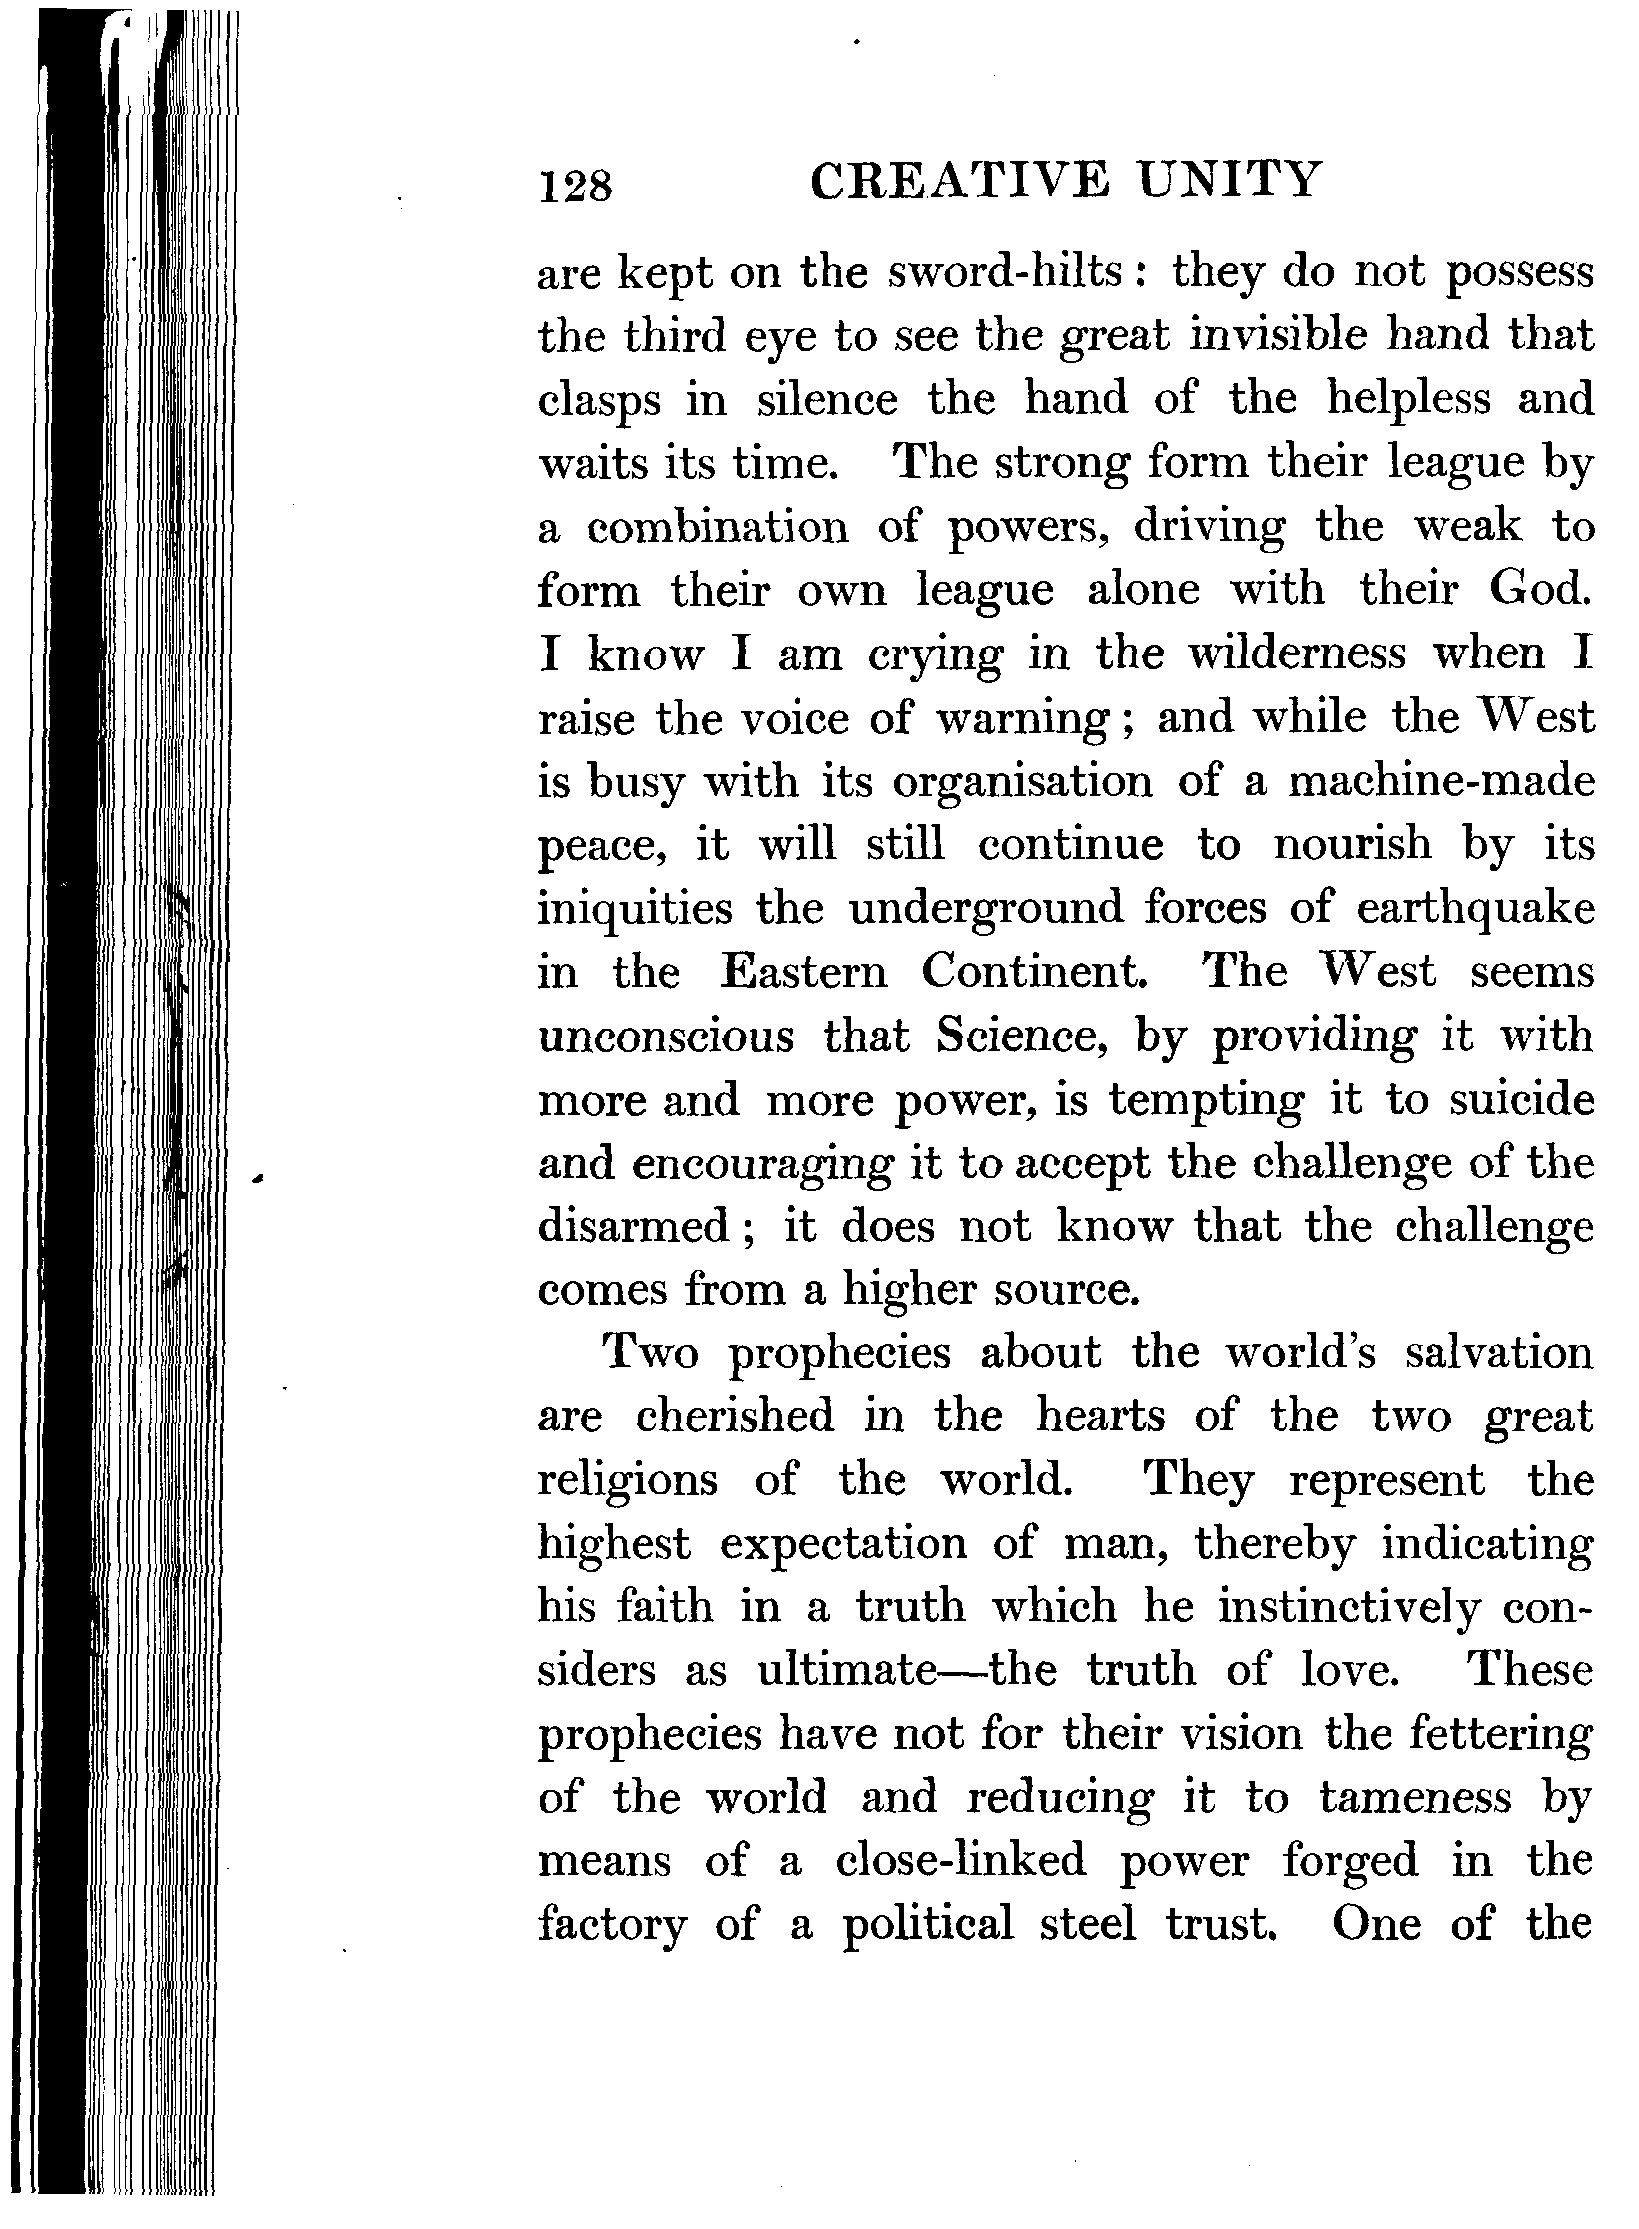 128 CREATIVE UNITY
are kept on the sword-hilts : they do not possess
the third eye to see the great invisible hand that
clasps in silence the hand of the helpless and
waits its time. The strong form their league by
a combination of powers, driving the weak to
form their own league alone with their God.
I know I am crying in the wilderness when I
raise the voice of warning ; and while the West
is busy with its organisation of a machine-made
peace, it will still continue to nourish by its
iniquities the underground forces of earthquake
in the Eastern Continent. The West seems
unconscious that Science, by providing it with
more and more power, is tempting it to suicide
and encouraging it to accept the challenge of the
disarmed ; it does not know that the challenge
comes from a higher source.
Two prophecies about the world's salvation
are cherished in the hearts of the two great
religions of the world. They represent the
highest expectation of man, thereby indicating
his faith in a truth which he instinctively con-
siders as ultimate—the truth of love. These
prophecies have not for their vision the fettering
of the world and reducing it to tameness by
means of a close-linked power forged in the
factory of a political steel trust. One of the